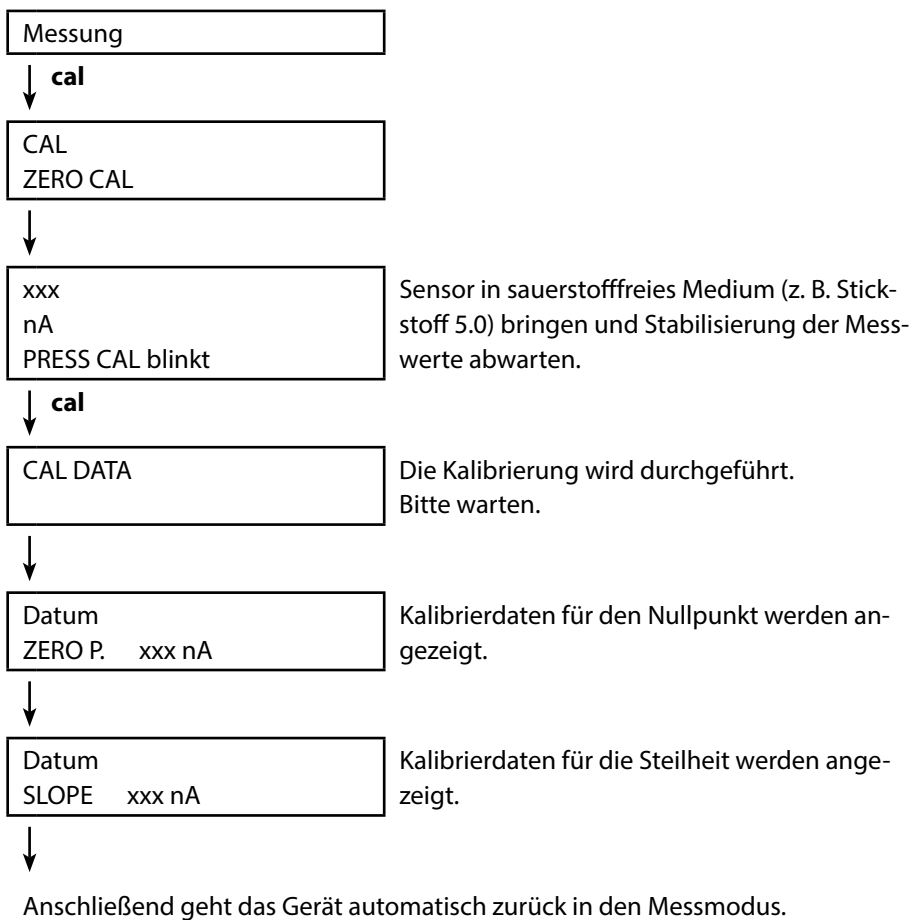 Messung
cal
CAL
ZERO CAL
xxx
nA
PRESS CAL blinkt
Sensor in sauerstofffreies Medium (z. B. Stick-
stoff 5.0) bringen und Stabilisierung der Mess-
werte abwarten.
cal
CAL DATA
Die Kalibrierung wird durchgeführt.
Bitte warten.
Datum
ZERO P. xxx nA
Kalibrierdaten für den Nullpunkt werden an-
gezeigt.
Datum
SLOPE xxx nA
Kalibrierdaten für die Steilheit werden ange-
zeigt.
Anschließend geht das Gerät automatisch zurück in den Messmodus.